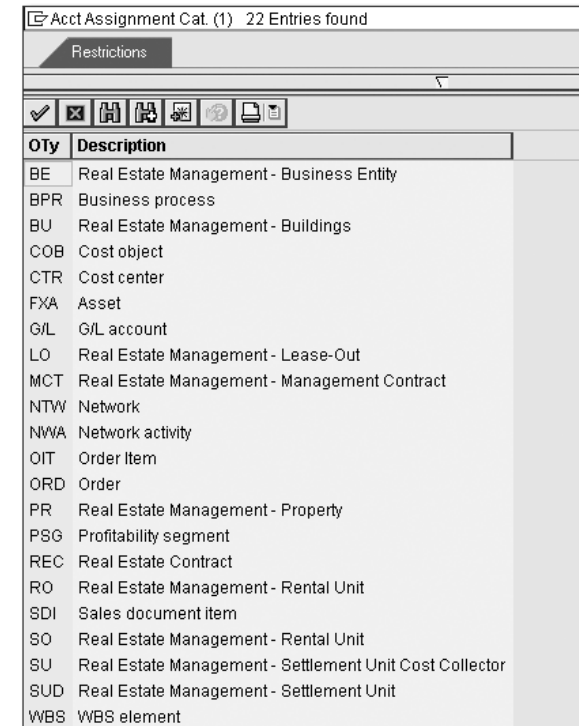 Acct Assignment Cat. (1) 22 Entries found
Restrictions
OTy Description
BE Real Estate Management - Business Entity
BPR Business process
BU Real Estate Management - Buildings
COB Cost object
CTR Cost center
FXA Asset
G/L G/L account
LO Real Estate Management - Lease-Out
MCT Real Estate Management - Management Contract
NTW Network
NWA Network activity
OIT Order Item
ORD Order
PR Real Estate Management - Property
PSG Profitability segment
REC Real Estate Contract
RO Real Estate Management - Rental Unit
SDI Sales document item
SO Real Estate Management - Rental Unit
SU Real Estate Management - Settlement Unit Cost Collector
SUD Real Estate Management - Settlement Unit
WBS WBS element